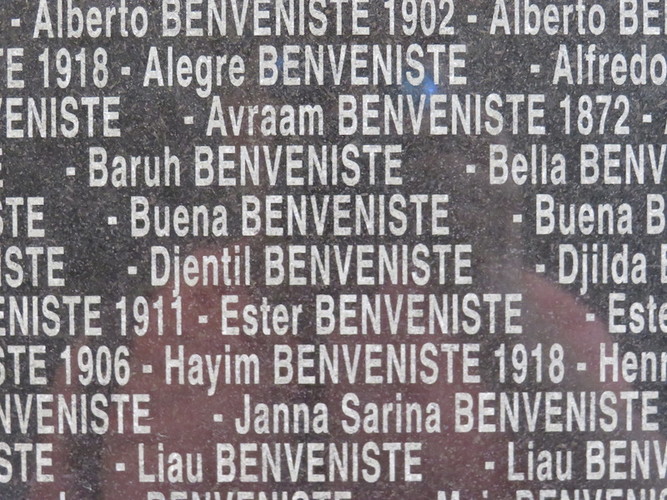 - Alberto BENVENISTE 1902 - Alberto BE
E 1918 - Alegre BENVENISTE - Alfredo
ENISTE - Avraam BENVENISTE 1872 -
- Baruh BENVENISTE - Bella BENV
STE - Buena BENVENISTE - Buena B
ISTE - Djentil BENVENISTE - Djilda
ENISTE 1911 - Ester BENVENISTE - Este
STE 1906 - Hayim BENVENISTE 1918 - Henr
NVENISTE - Janna Sarina BENVENISTE
STE - Liau BENVENISTE - Liau BENV